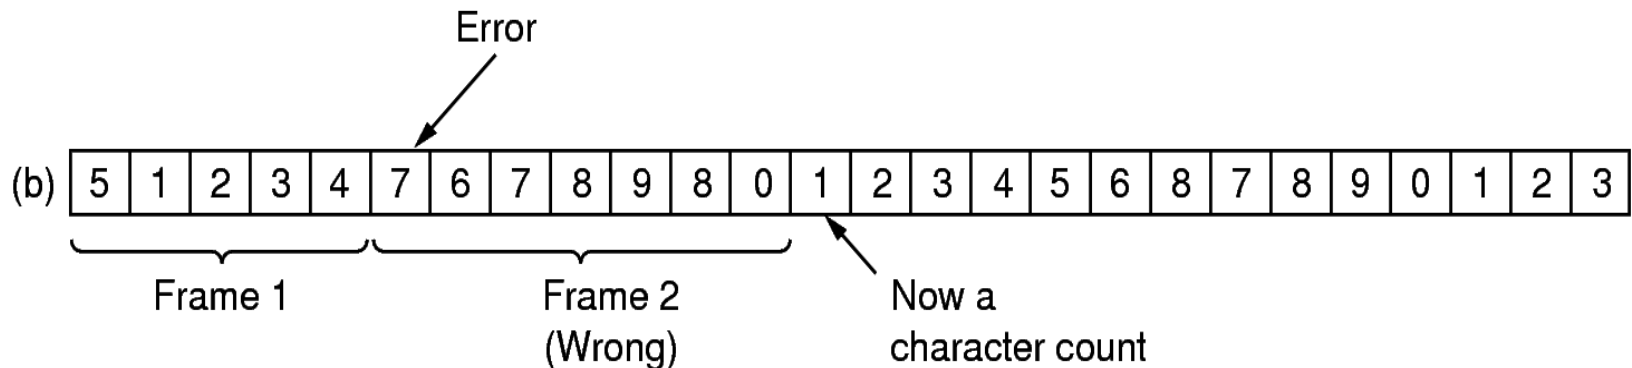 Error
(b) 5 1 2 3 4 7 6 7 8 9 8 0 1 2 3 4 5 6 8 7 8 9 0 1 2 3
Frame 1
Frame 2
(Wrong)
Now a
character count